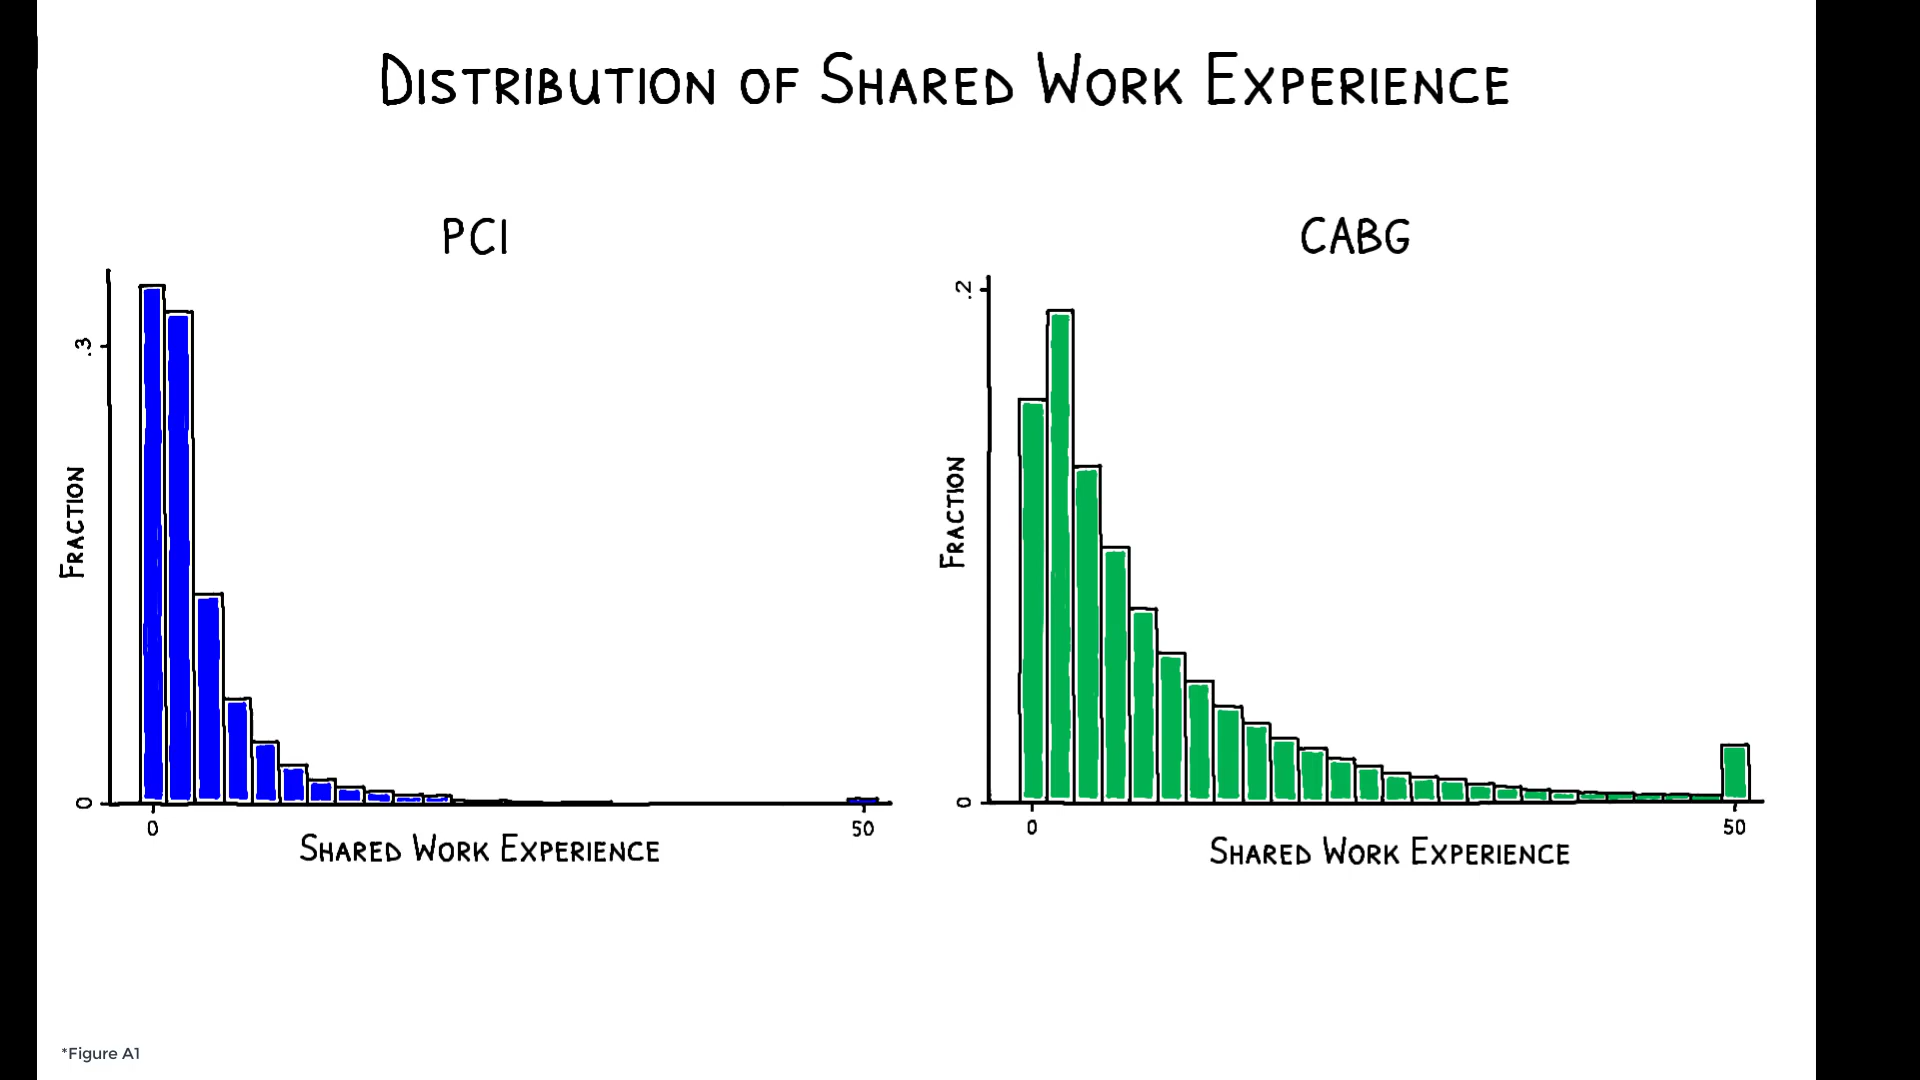 DISTRIBUTION OF SHARED WORK EXPERIENCE
PCI
.3
FRACTION
0
0
50
SHARED WORK EXPERIENCE
CABG
.2
FRACTION
0
0
50
SHARED WORK EXPERIENCE
*Figure A1